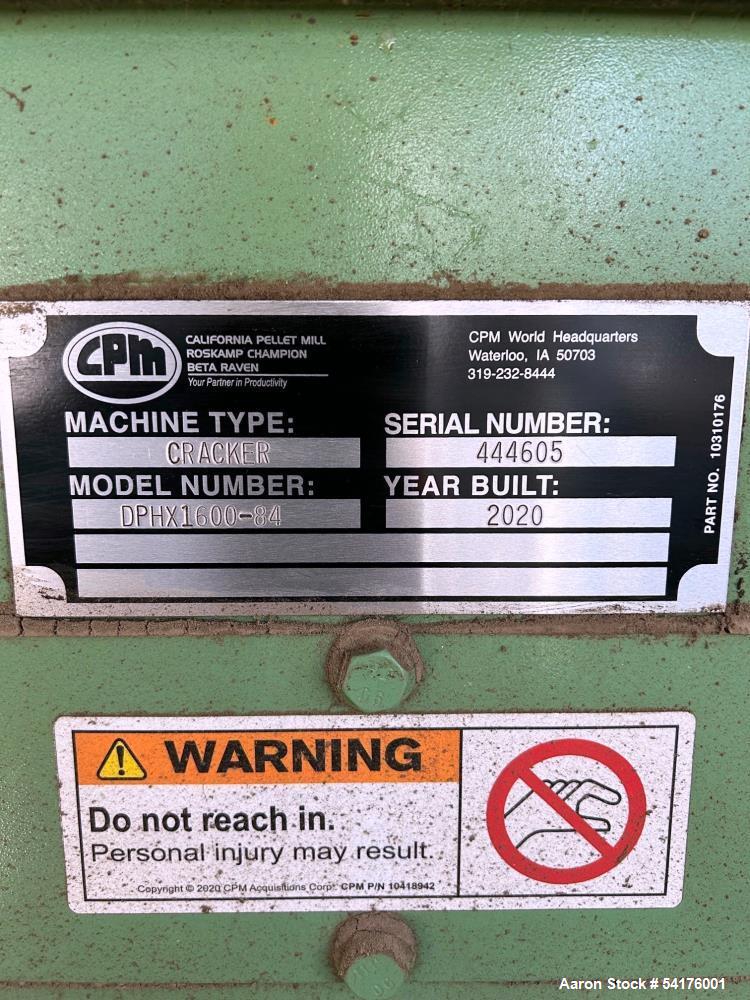 CPM
CALIFORNIA PELLET MILL
ROSKAMP CHAMPION
BETA RAVEN
Your Partner in Productivity
CPM World Headquarters
Waterloo, IA 50703
319-232-8444
MACHINE TYPE:
CRACKER
SERIAL NUMBER:
444605
MODEL NUMBER:
DPHX1600-84
YEAR BUILT:
2020
PART NO. 10310176
WARNING
Do not reach in.
Personal injury may result.
Copyright © 2020 CPM Acquisitions Corp. CPM P/N 10418942
Aaron Stock # 54176001